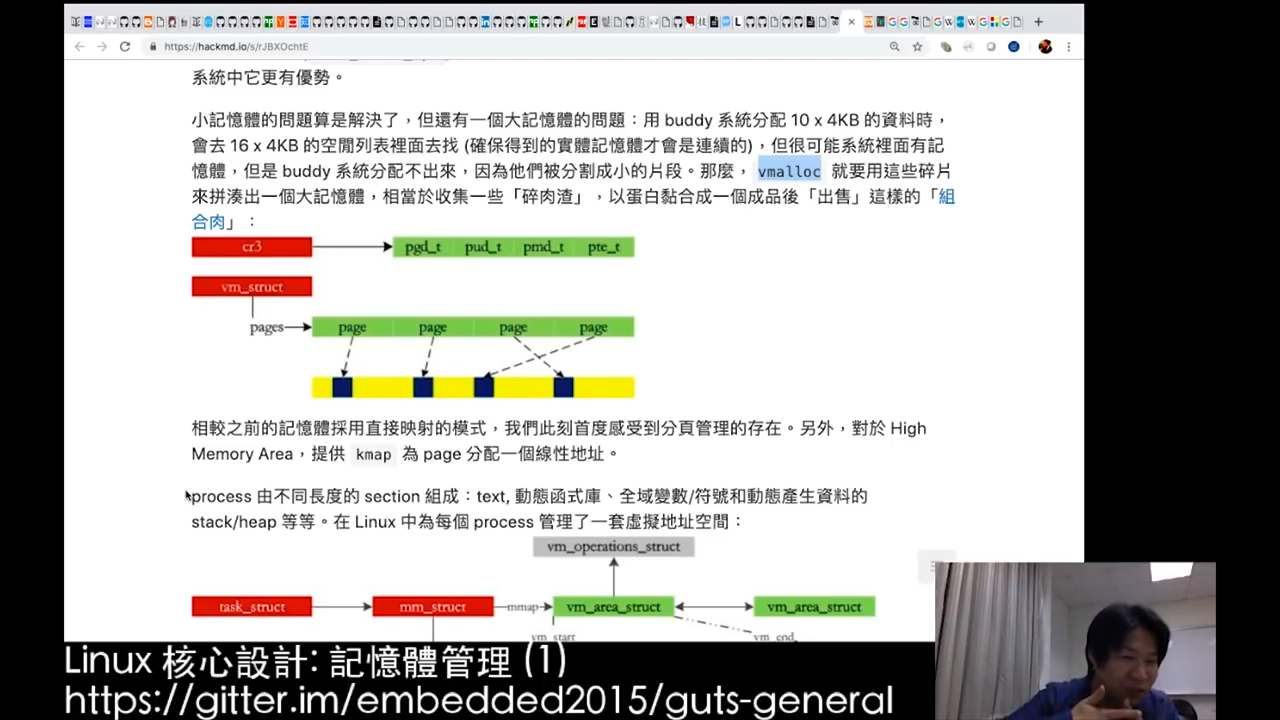 https://hackmd.io/s/rJBXOchtE
系統中它更有優勢。
小記憶體的問題算是解決了，但還有一個大記憶體的問題：用 buddy 系統分配 10 x 4KB 的資料時，
會去 16 x 4KB 的空閒列表裡面去找 (確保得到的實體記憶體才會是連續的)，但很可能系統裡面有記
憶體，但是 buddy 系統分配不出來，因為他們被分割成小的片段。那麼， vmalloc 就要用這些碎片
來拼湊出一個大記憶體，相當於收集一些「碎肉渣」，以蛋白黏合成一個成品後「出售」這樣的「組
合肉」：
cr3 pgd_t pud_t pmd_t pte_t
vm_struct
pages page page page page
相較之前的記憶體採用直接映射的模式，我們此刻首度感受到分頁管理的存在。另外，對於 High
Memory Area，提供 kmap 為 page 分配一個線性地址。
process 由不同長度的 section 組成：text, 動態函式庫、全域變數/符號和動態產生資料的
stack/heap 等等。在 Linux 中為每個 process 管理了一套虛擬地址空間：
vm_operations_struct
task_struct mm_struct mmap vm_area_struct vm_area_struct
vm_start vm_end
Linux 核心設計: 記憶體管理 (1)
https://gitter.im/embedded2015/guts-general